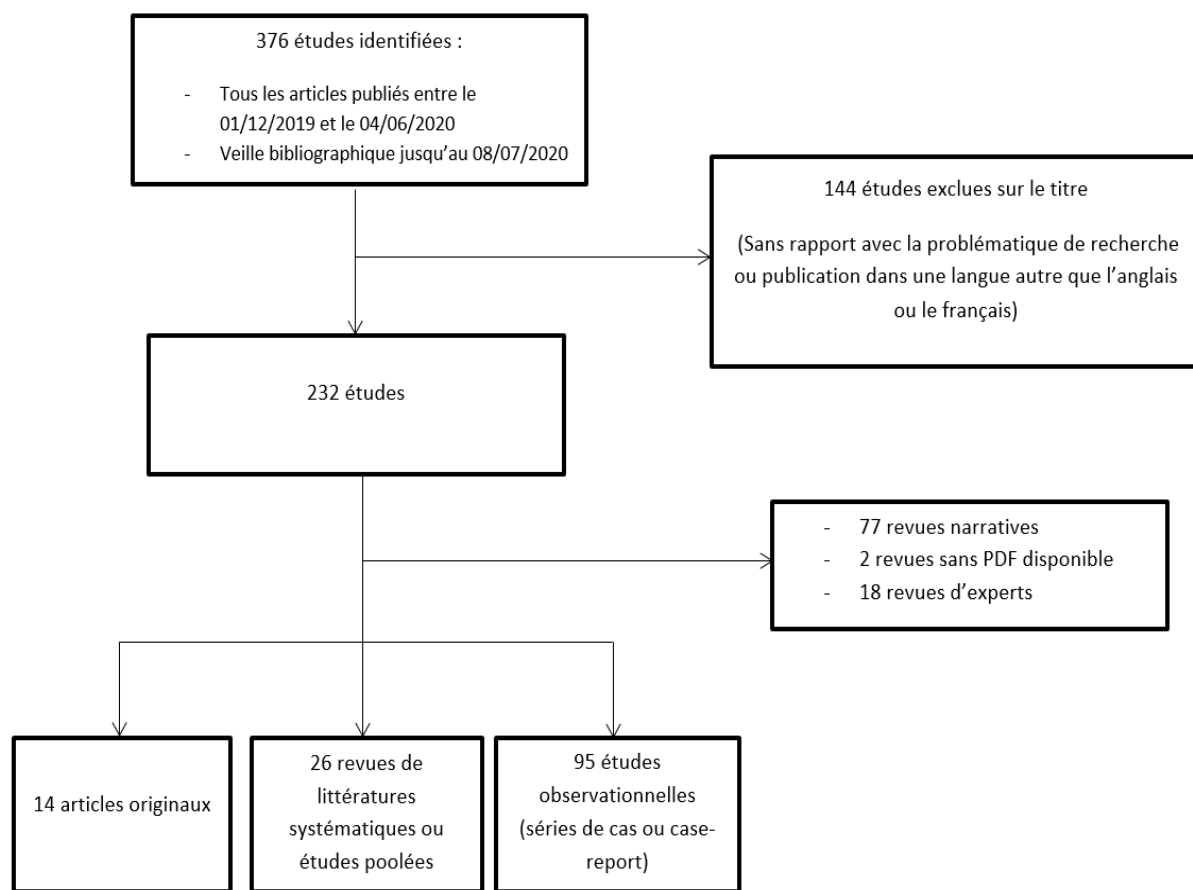 376 études identifiées :
- Tous les articles publiés entre le
01/12/2019 et le 04/06/2020
- Veille bibliographique jusqu'au 08/07/2020
144 études exclues sur le titre
(Sans rapport avec la problématique de recherche
ou publication dans une langue autre que l'anglais
ou le français)
232 études
- 77 revues narratives
- 2 revues sans PDF disponible
- 18 revues d'experts
14 articles originaux
26 revues de
littératures
systématiques ou
études poolées
95 études
observationnelles
(séries de cas ou case-
report)